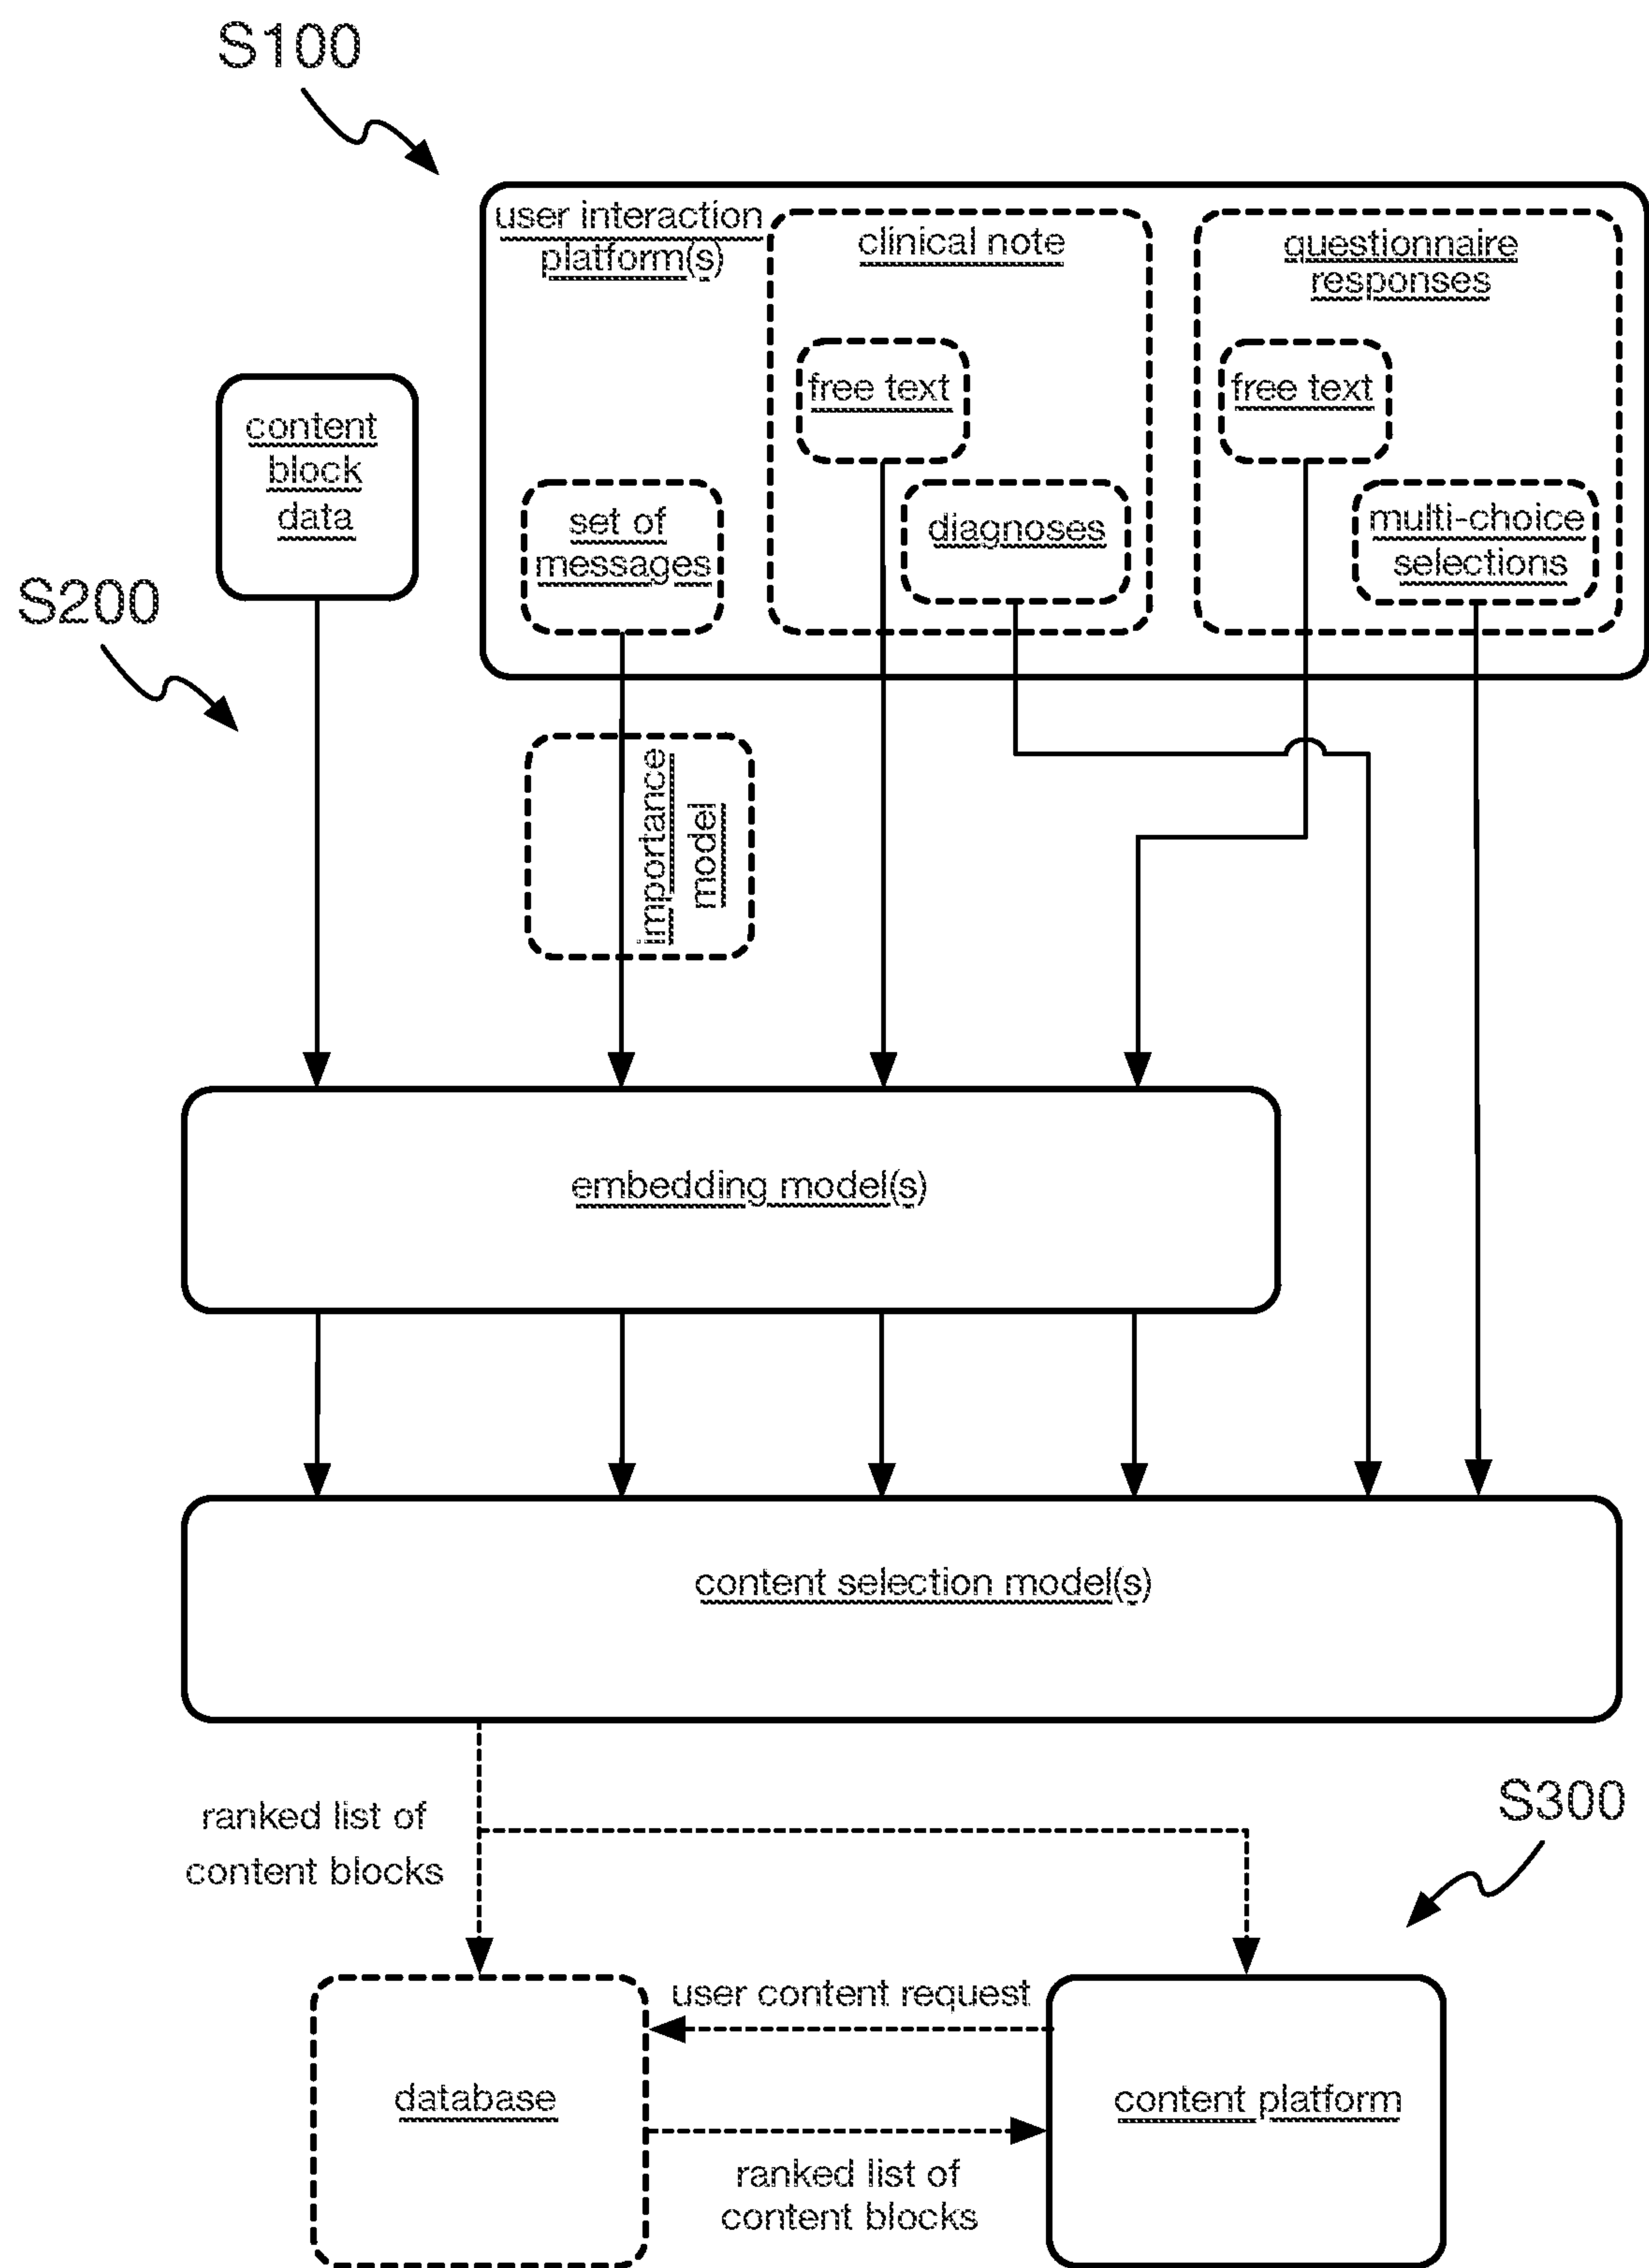 S100
user interaction
platform(s)
clinical note
questionnaire
responses
free text
free text
content
block
data
set of
messages
diagnoses
multi-choice
selections
S200
importance
model
embedding model(s)
content selection model(s)
ranked list of
content blocks
S300
user content request
database
content platform
ranked list of
content blocks